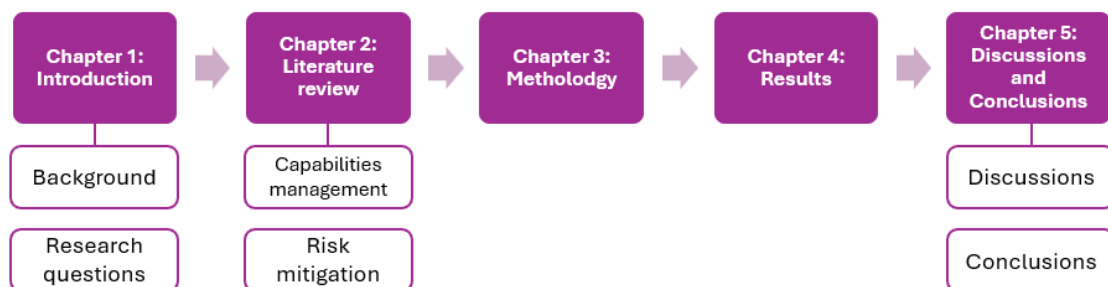 Chapter 1:
Introduction
Chapter 2:
Literature
review
Chapter 3:
Metholodgy
Chapter 4:
Results
Chapter 5:
Discussions
and
Conclusions
Background
Capabilities
management
Discussions
Research
questions
Risk
mitigation
Conclusions